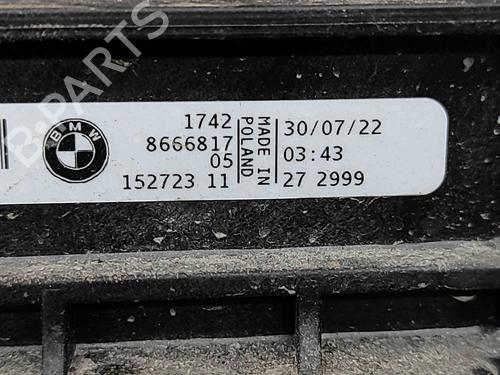 B-PARTS
BMW
1742
8666817
05
152723 11
MADE IN
POLAND
30/07/22
03:43
27 2999